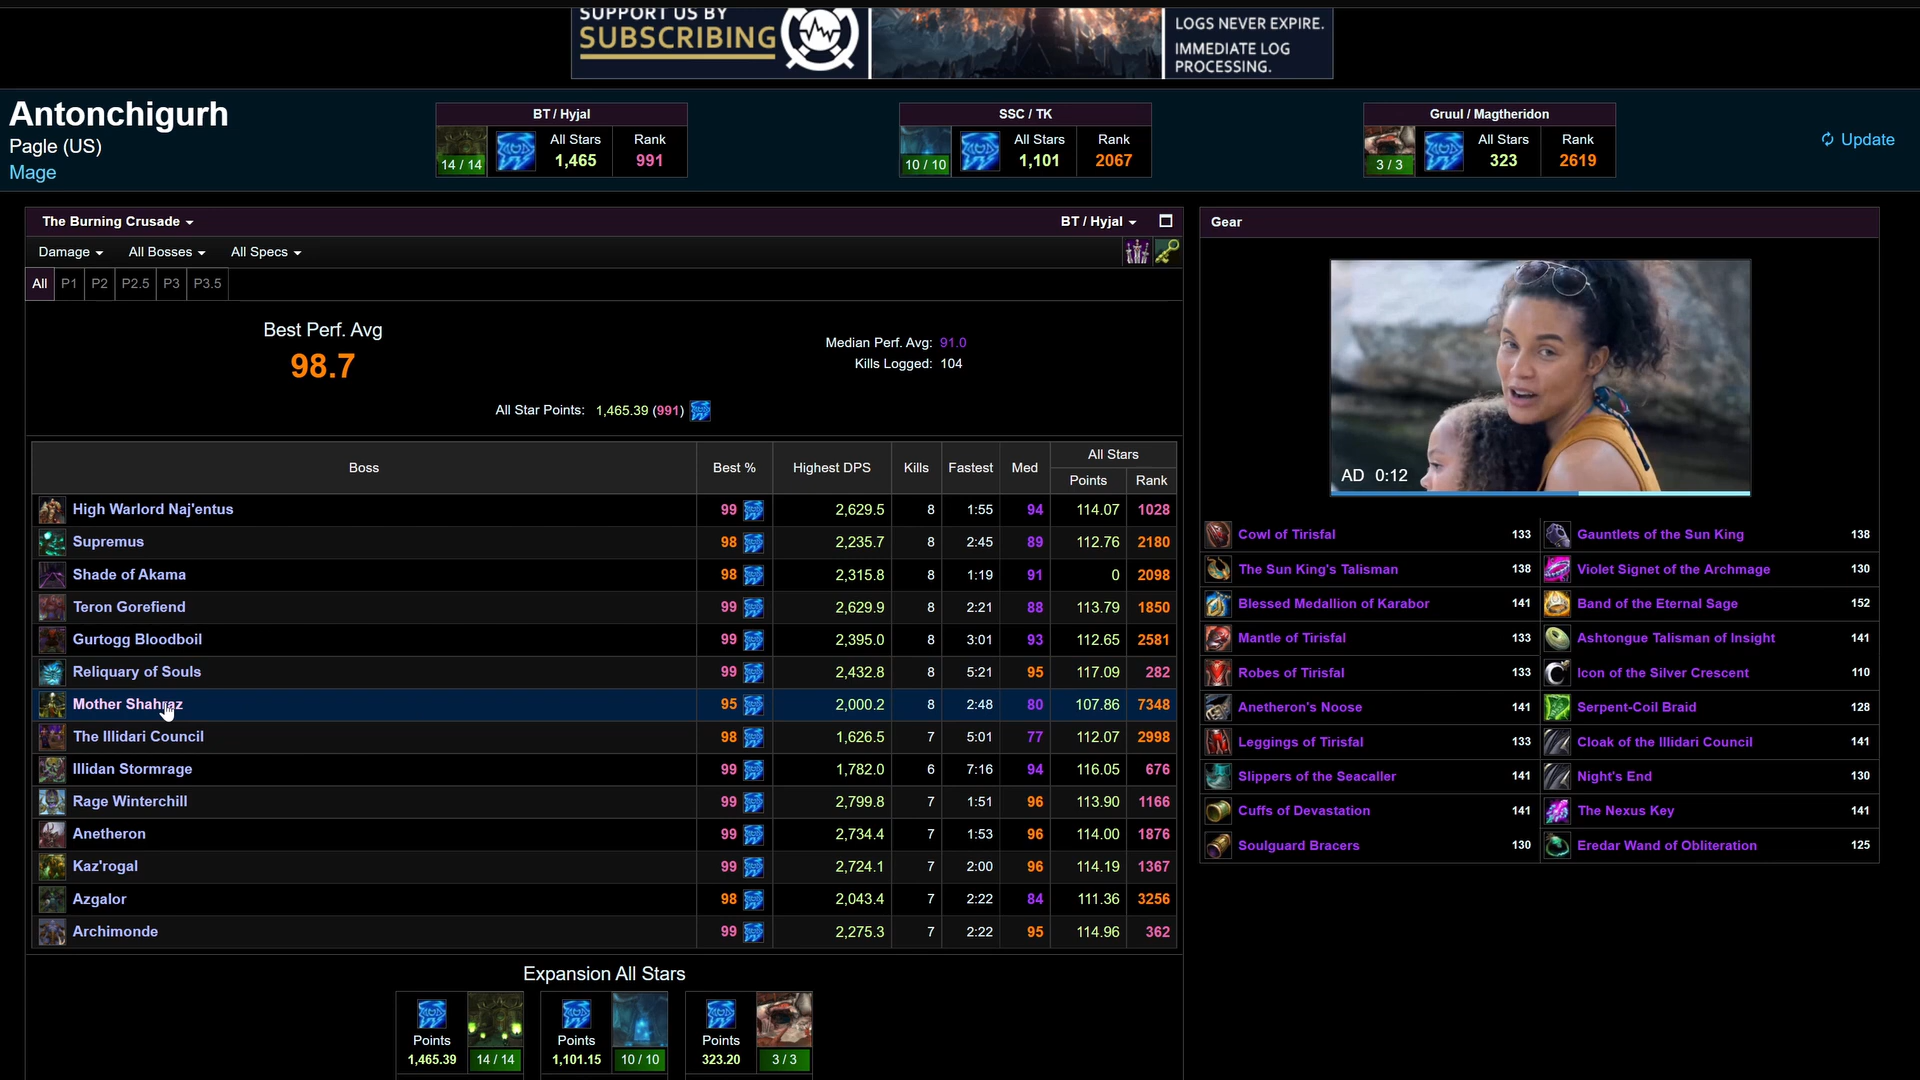 SUPPORT US BY
SUBSCRIBING
LOGS NEVER EXPIRE.
IMMEDIATE LOG
PROCESSING.
Antonchigurh
Pagle (US)
Mage
BT / Hyjal
14 / 14
All Stars
1,465
Rank
991
SSC / TK
10 / 10
All Stars
1,101
Rank
2067
Gruul / Magtheridon
3 / 3
All Stars
323
Rank
2619
Update
The Burning Crusade
BT / Hyjal
Damage All Bosses All Specs
All P1 P2 P2.5 P3 P3.5
Best Perf. Avg
98.7
Median Perf. Avg: 91.0
Kills Logged: 104
All Star Points: 1,465.39 (991)
Boss Best % Highest DPS Kills Fastest Med All Stars
Points Rank
High Warlord Naj'entus 99 2,629.5 8 1:55 94 114.07 1028
Supremus 98 2,235.7 8 2:45 89 112.76 2180
Shade of Akama 98 2,315.8 8 1:19 91 0 2098
Teron Gorefiend 99 2,629.9 8 2:21 88 113.79 1850
Gurtogg Bloodboil 99 2,395.0 8 3:01 93 112.65 2581
Reliquary of Souls 99 2,432.8 8 5:21 95 117.09 282
Mother Shahraz 95 2,000.2 8 2:48 80 107.86 7348
The Illidari Council 98 1,626.5 7 5:01 77 112.07 2998
Illidan Stormrage 99 1,782.0 6 7:16 94 116.05 676
Rage Winterchill 99 2,799.8 7 1:51 96 113.90 1166
Anetheron 99 2,734.4 7 1:53 96 114.00 1876
Kaz'rogal 99 2,724.1 7 2:00 96 114.19 1367
Azgalor 98 2,043.4 7 2:22 84 111.36 3256
Archimonde 99 2,275.3 7 2:22 95 114.96 362
Expansion All Stars
Points
1,465.39
14 / 14
Points
1,101.15
10 / 10
Points
323.20
3 / 3
Gear
AD 0:12
Cowl of Tirisfal 133 Gauntlets of the Sun King 138
The Sun King's Talisman 138 Violet Signet of the Archmage 130
Blessed Medallion of Karabor 141 Band of the Eternal Sage 152
Mantle of Tirisfal 133 Ashtongue Talisman of Insight 141
Robes of Tirisfal 133 Icon of the Silver Crescent 110
Anetheron's Noose 141 Serpent-Coil Braid 128
Leggings of Tirisfal 133 Cloak of the Illidari Council 141
Slippers of the Seacaller 141 Night's End 130
Cuffs of Devastation 141 The Nexus Key 141
Soulguard Bracers 130 Eredar Wand of Obliteration 125